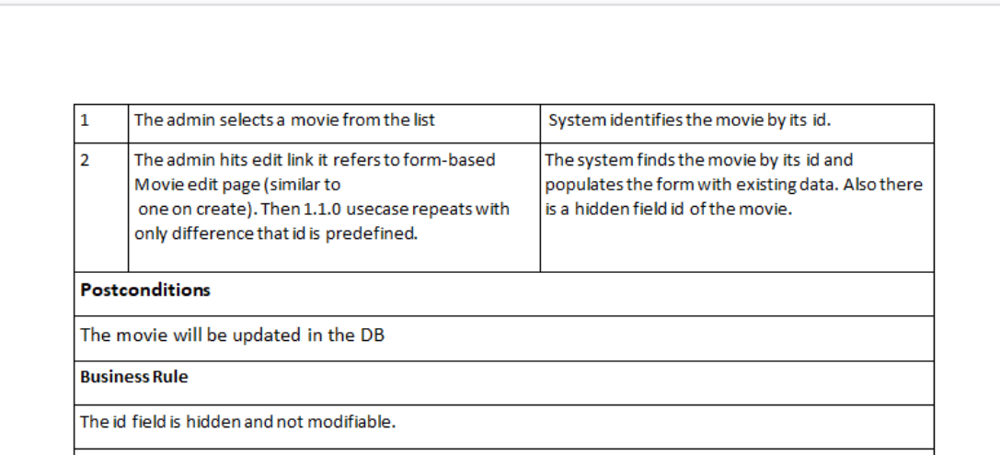 1
The admin selects a movie from the list
System identifies the movie by its id.
2
The admin hits edit link it refers to form-based
Movie edit page (similar to
one on create). Then 1.1.0 usecase repeats with
only difference that id is predefined.
The system finds the movie by its id and
populates the form with existing data. Also there
is a hidden field id of the movie.
Postconditions
The movie will be updated in the DB
Business Rule
The id field is hidden and not modifiable.